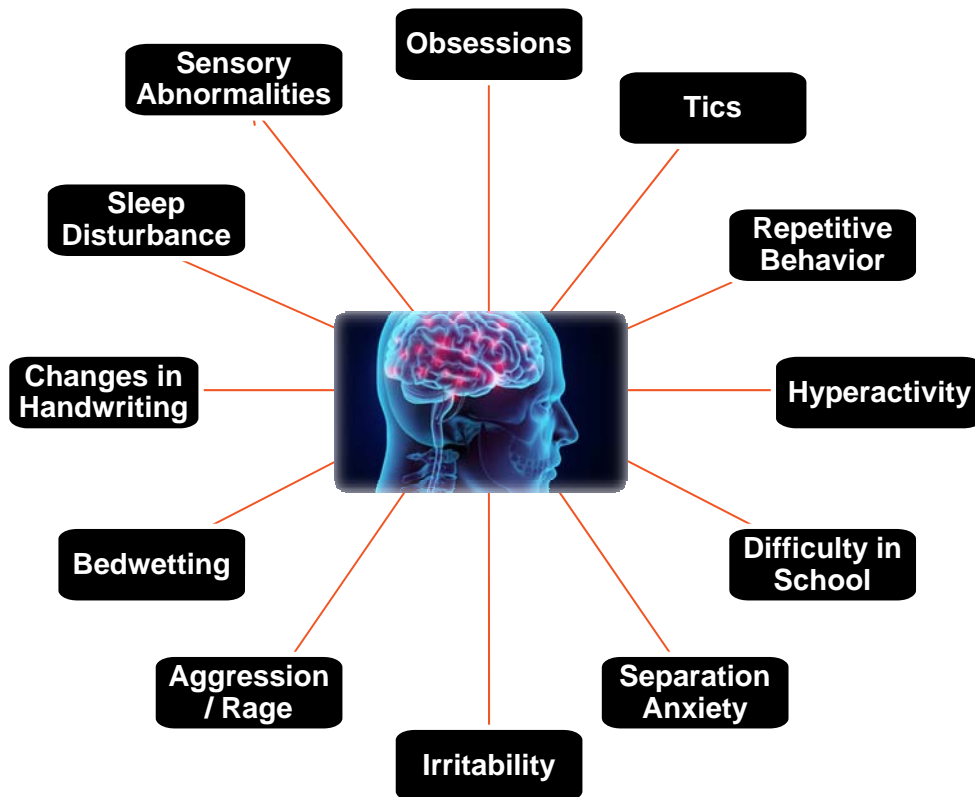 Obsessions
Sensory
Abnormalities
Tics
Sleep
Disturbance
Repetitive
Behavior
Changes in
Handwriting
Hyperactivity
Bedwetting
Difficulty in
School
Aggression
/ Rage
Separation
Anxiety
Irritability